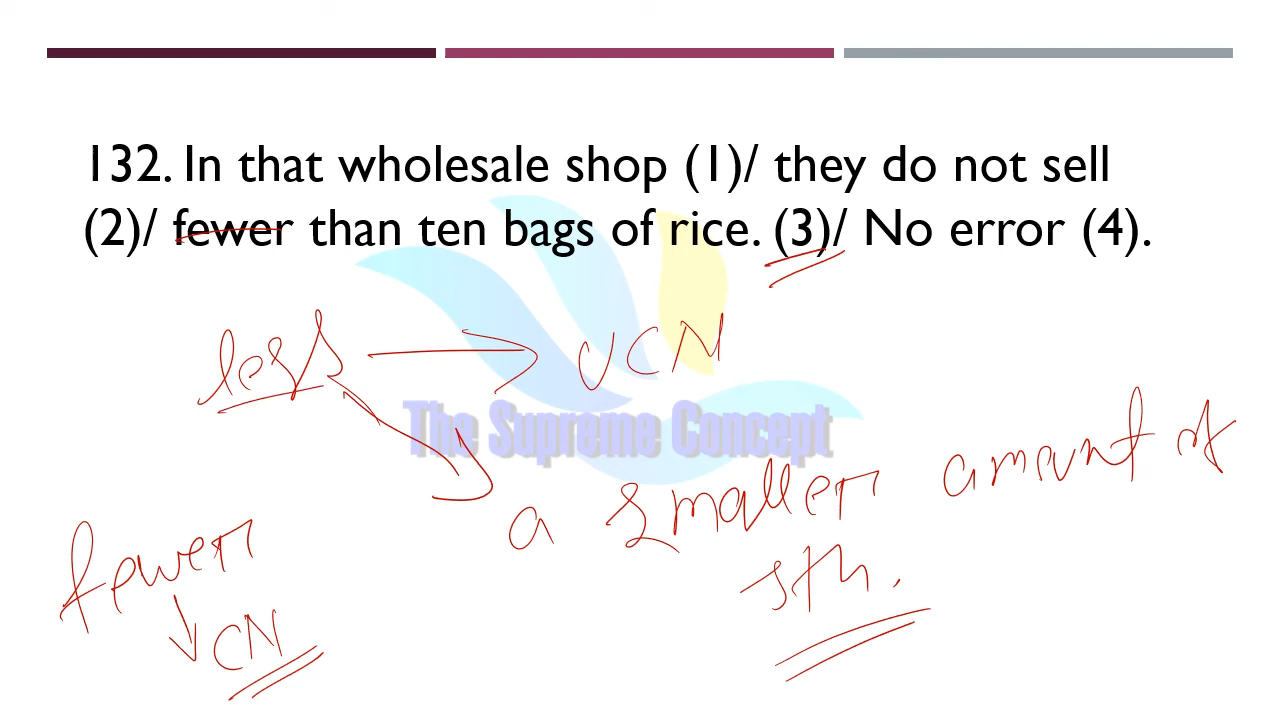 132. In that wholesale shop (1)/ they do not sell
(2)/ fewer than ten bags of rice. (3)/ No error (4).
less → UCN
The Supreme Concept
a smaller amount of
sth.
fewer
CN